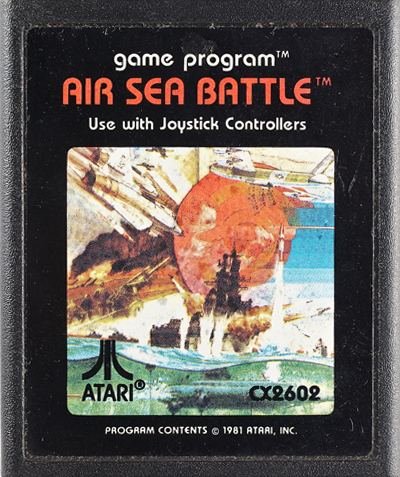 game program™
AIR SEA BATTLE™
Use with Joystick Controllers
ATARI®
CX2602
PROGRAM CONTENTS © 1981 ATARI, INC.